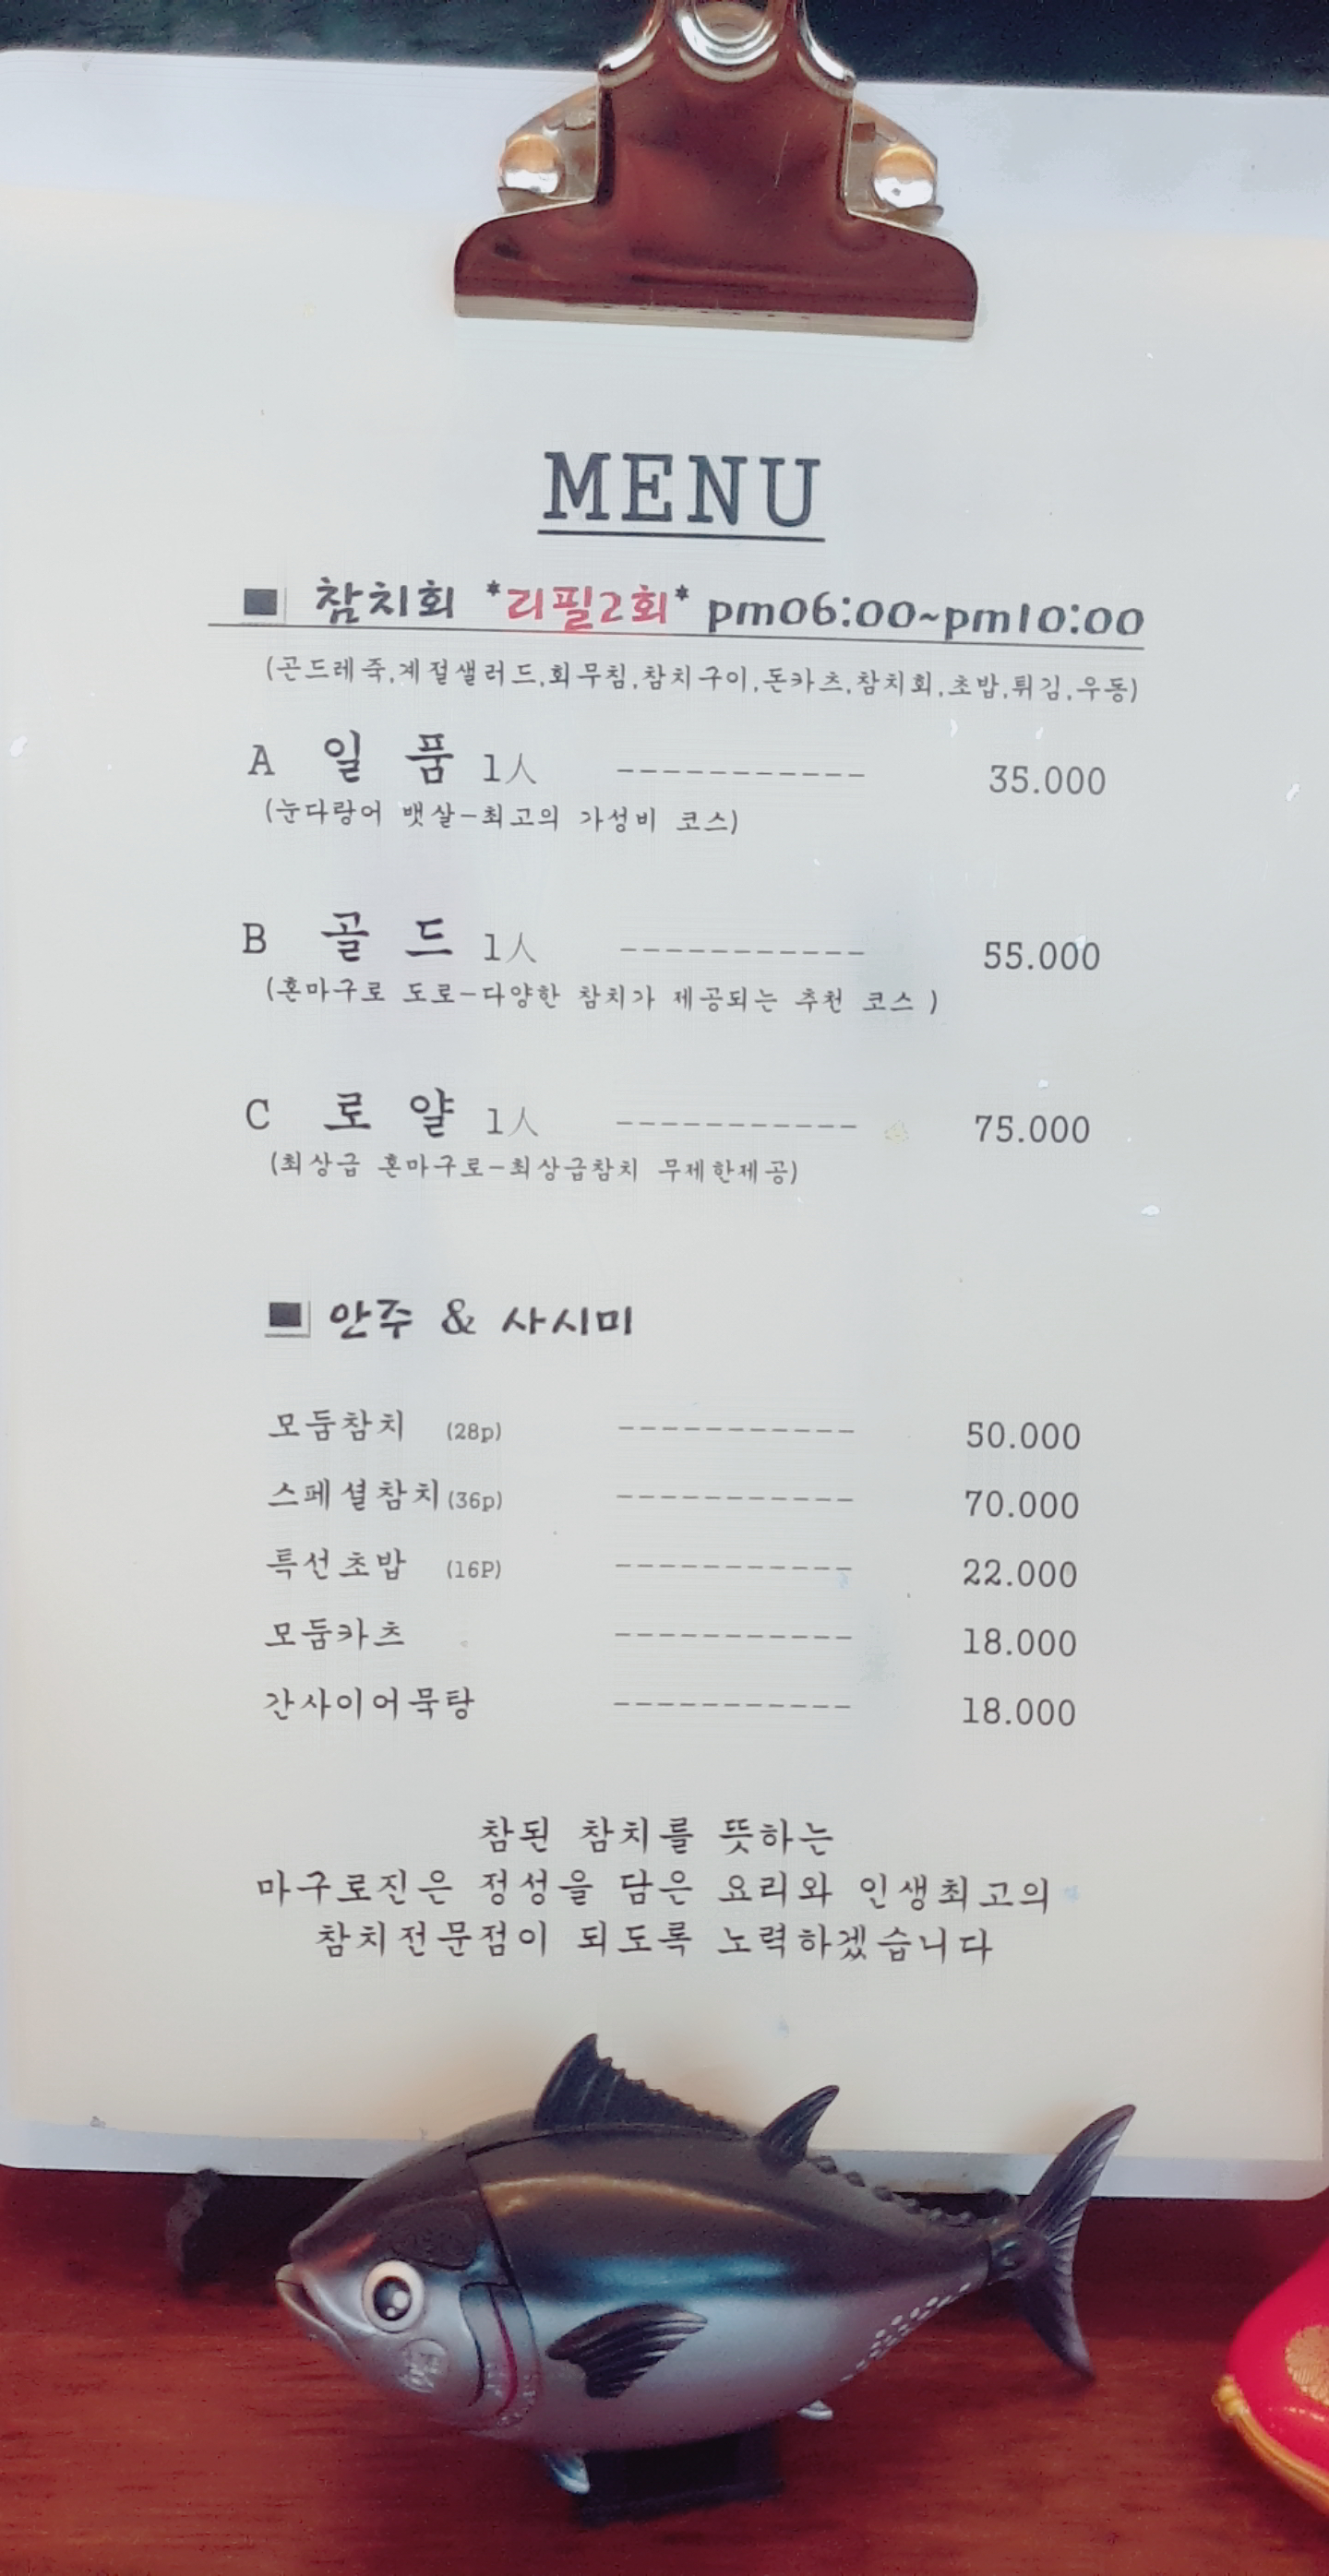 MENU
■ 참치회 *리필2회* pm06:00~pm10:00
(곤드레죽,계절샐러드,회무침,참치구이,돈카츠,참치회,초밥,튀김,우동)
A 일 품 1人 ----------- 35.000
(눈다랑어 뱃살-최고의 가성비 코스)
B 골 드 1人 ----------- 55.000
(혼마구로 도로-다양한 참치가 제공되는 추천 코스 )
C 로 얄 1人 ----------- 75.000
(최상급 혼마구로-최상급참치 무제한제공)
■ 안주 & 사시미
모둠참치 (28p) ----------- 50.000
스페셜참치(36p) ----------- 70.000
특선초밥 (16P) ----------- 22.000
모둠카츠 ----------- 18.000
간사이어묵탕 ----------- 18.000
참된 참치를 뜻하는
마구로진은 정성을 담은 요리와 인생최고의
참치전문점이 되도록 노력하겠습니다